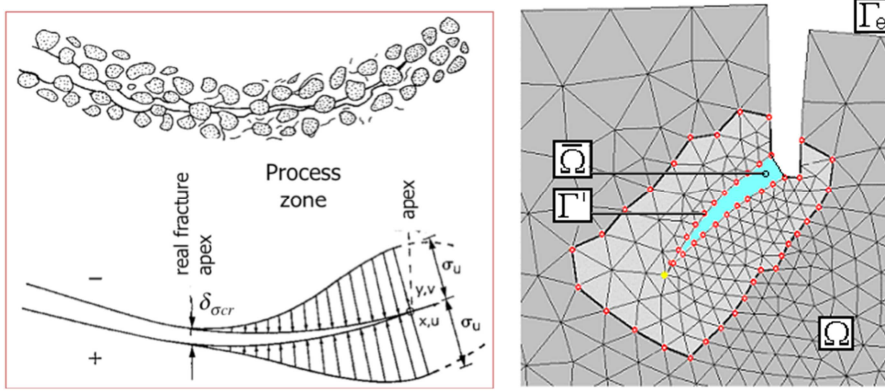 Process
zone
real fracture
apex
apex
δσcr
σu
y,v
x,u
σu
−
+
Γe
Ω̄
Γ'
Ω